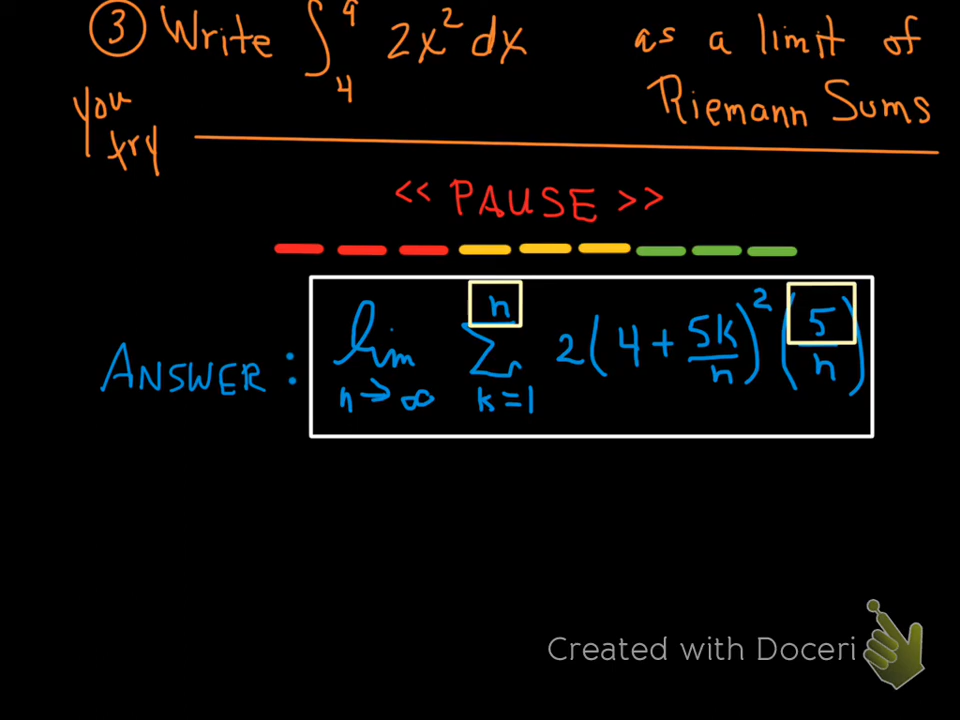 ③ Write ∫₄⁹ 2x² dx as a limit of
you try Riemann Sums
<< PAUSE >>
ANSWER: lim n→∞ n Σ k=1 2(4 + 5k/n)² (5/n)
Created with Doceri